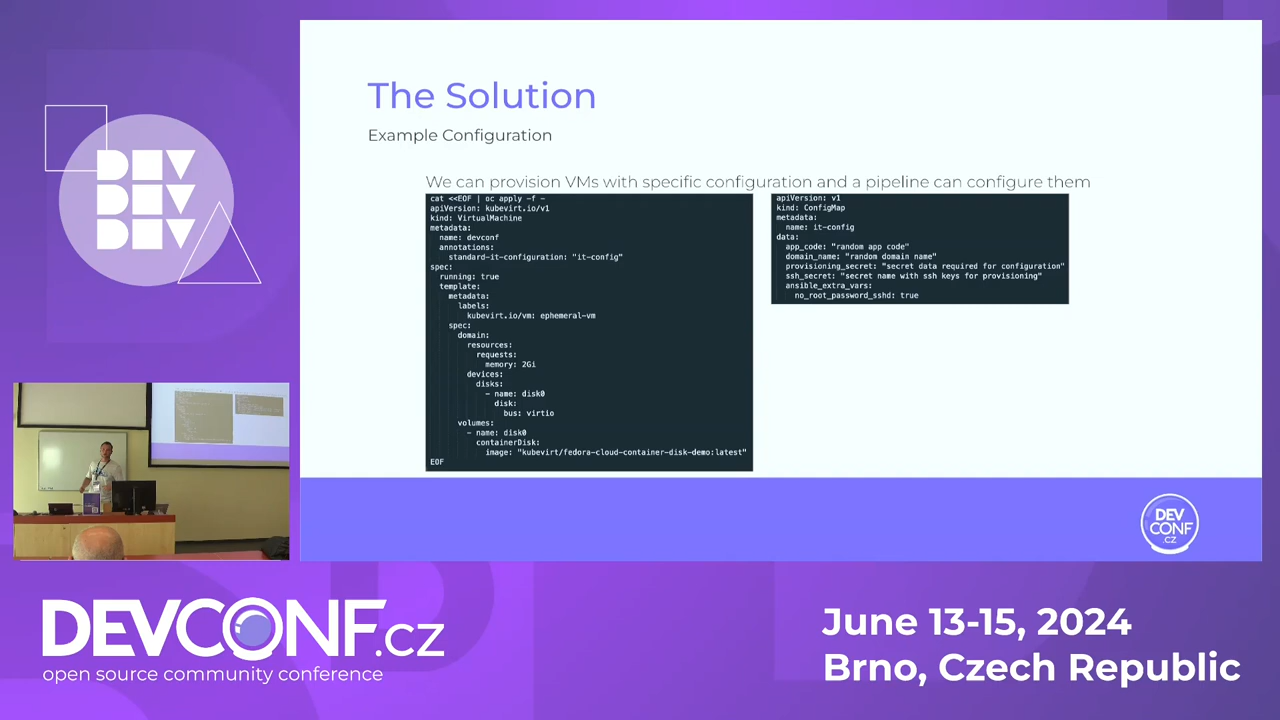 DEV
DEV
DEV
The Solution
Example Configuration
We can provision VMs with specific configuration and a pipeline can configure them
cat <<EOF | oc apply -f -
apiVersion: kubevirt.io/v1
kind: VirtualMachine
metadata:
  name: devconf
  annotations:
    standard-it-configuration: "it-config"
spec:
  running: true
  template:
    metadata:
      labels:
        kubevirt.io/vm: ephemeral-vm
    spec:
      domain:
        resources:
          requests:
            memory: 2Gi
        devices:
          disks:
            - name: disk0
              disk:
                bus: virtio
      volumes:
        - name: disk0
          containerDisk:
            image: "kubevirt/fedora-cloud-container-disk-demo:latest"
EOF
apiVersion: v1
kind: ConfigMap
metadata:
  name: it-config
data:
  app_code: "random app code"
  domain_name: "random domain name"
  provisioning_secret: "secret data required for configuration"
  ssh_secret: "secret name with ssh keys for provisioning"
  ansible_extra_vars:
    no_root_password_sshd: true
DEV
CONF
.CZ
DEVCONF.cz
open source community conference
June 13-15, 2024
Brno, Czech Republic